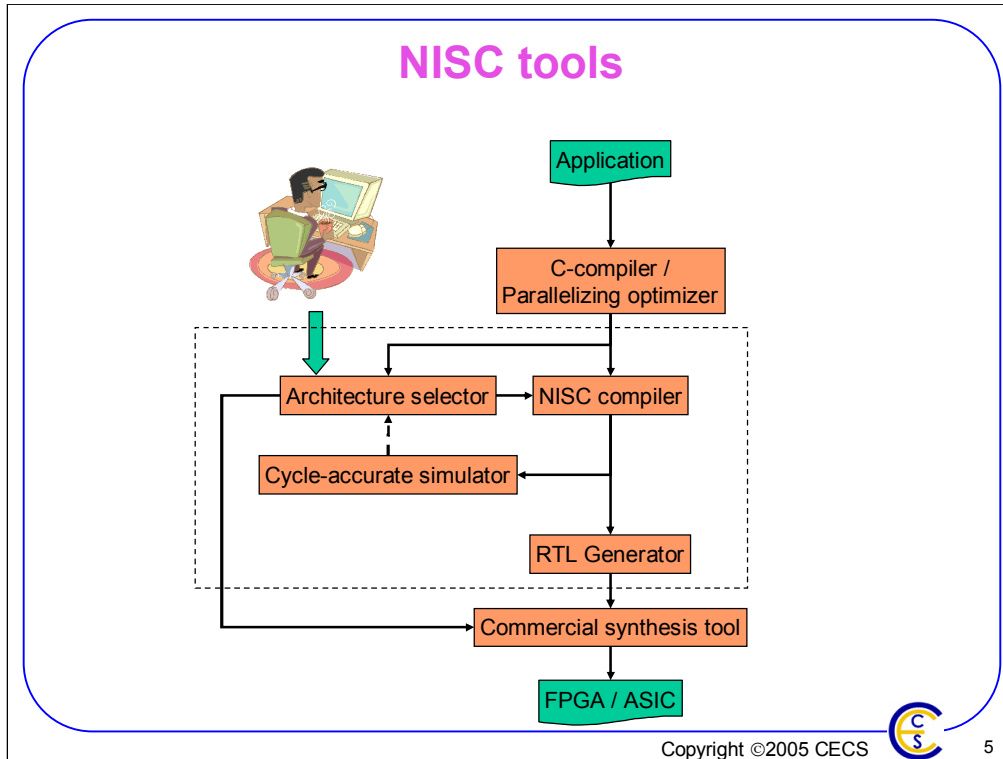 NISC tools
Application
C-compiler /
Parallelizing optimizer
Architecture selector
NISC compiler
Cycle-accurate simulator
RTL Generator
Commercial synthesis tool
FPGA / ASIC
Copyright ©2005 CECS
C
S
5